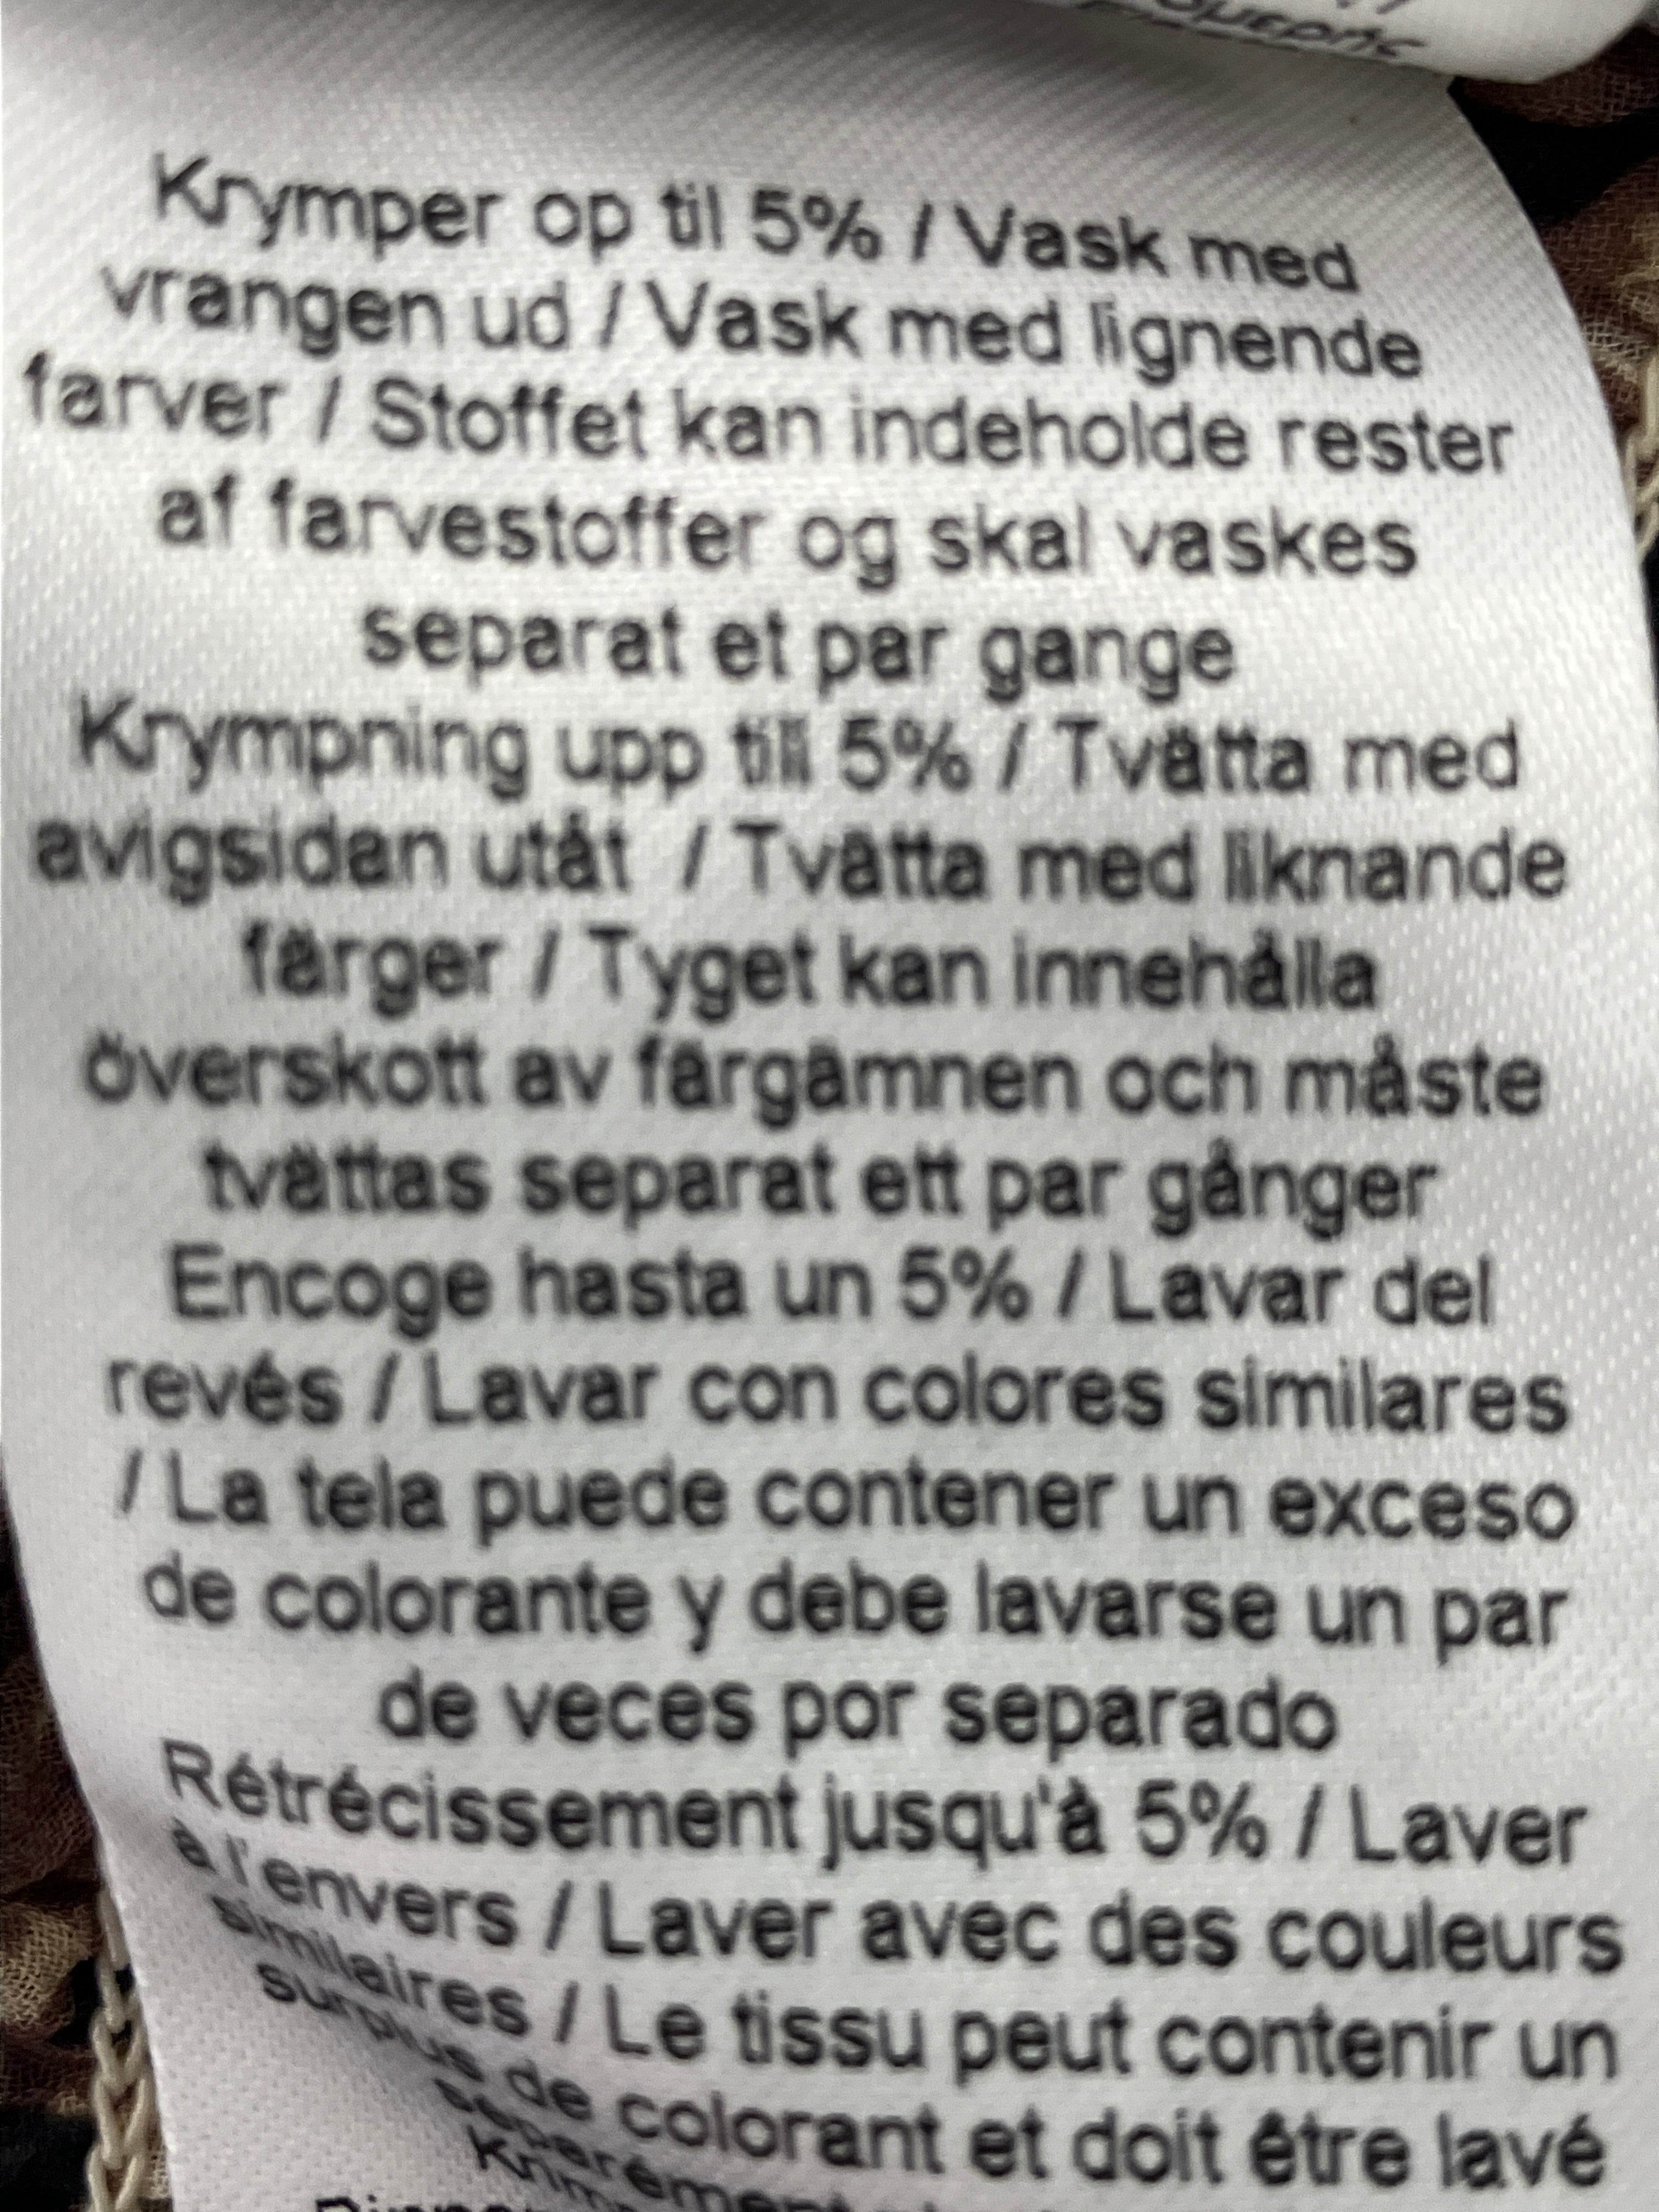 Krymper op til 5% / Vask med
vrangen ud / Vask med lignende
farver / Stoffet kan indeholde rester
af farvestoffer og skal vaskes
separat et par gange
Krympning upp till 5% / Tvätta med
avigsidan utåt / Tvätta med liknande
färger / Tyget kan innehålla
överskott av färgämnen och måste
tvättas separat ett par gånger
Encoge hasta un 5% / Lavar del
revés / Lavar con colores similares
/ La tela puede contener un exceso
de colorante y debe lavarse un par
de veces por separado
Rétrécissement jusqu'à 5% / Laver
à l'envers / Laver avec des couleurs
similaires / Le tissu peut contenir un
surplus de colorant et doit être lavé
séparément